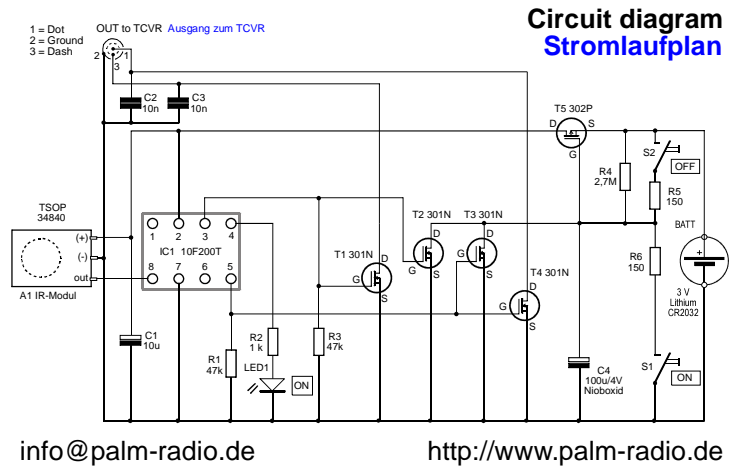 Circuit diagram
Stromlaufplan
OUT to TCVR Ausgang zum TCVR
1 = Dot
2 = Ground
3 = Dash
2
1
3
C2
10n
C3
10n
T5 302P
D
S
G
S2
OFF
R4
2,7M
R5
150
TSOP
34840
(+)
(-)
out
A1 IR-Modul
1
2
3
4
IC1 10F200T
8
7
6
5
T1 301N
D
G
S
T2 301N
D
G
S
T3 301N
D
G
S
T4 301N
D
G
S
R6
150
BATT
+
3 V
Lithium
CR2032
C1
10u
R1
47k
R2
1 k
LED1
ON
R3
47k
C4
100u/4V
Nioboxid
S1
ON
info@palm-radio.de
http://www.palm-radio.de